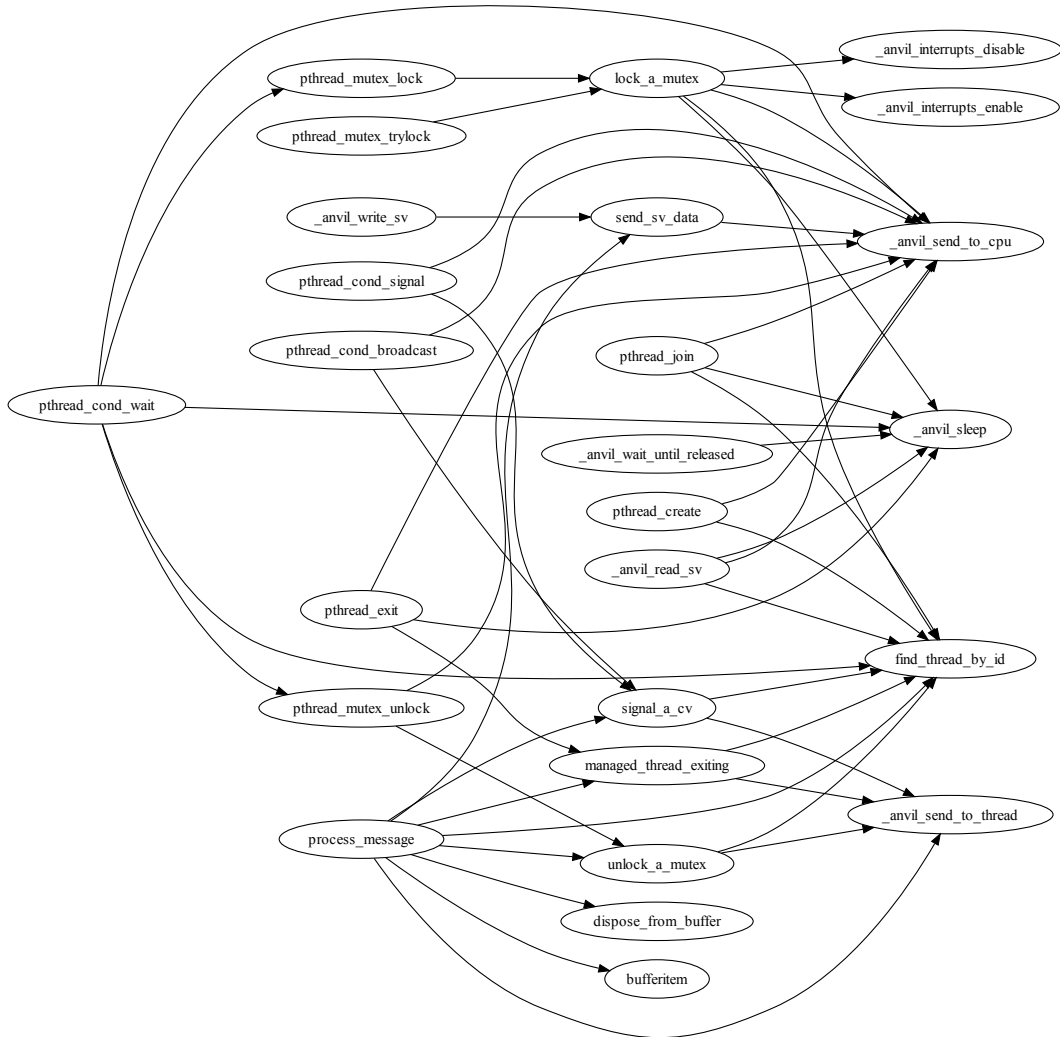 _anvil_interrupts_disable
pthread_mutex_lock
lock_a_mutex
_anvil_interrupts_enable
pthread_mutex_trylock
_anvil_write_sv
send_sv_data
_anvil_send_to_cpu
pthread_cond_signal
pthread_cond_broadcast
pthread_join
pthread_cond_wait
_anvil_sleep
_anvil_wait_until_released
pthread_create
_anvil_read_sv
pthread_exit
find_thread_by_id
pthread_mutex_unlock
signal_a_cv
managed_thread_exiting
_anvil_send_to_thread
process_message
unlock_a_mutex
dispose_from_buffer
bufferitem